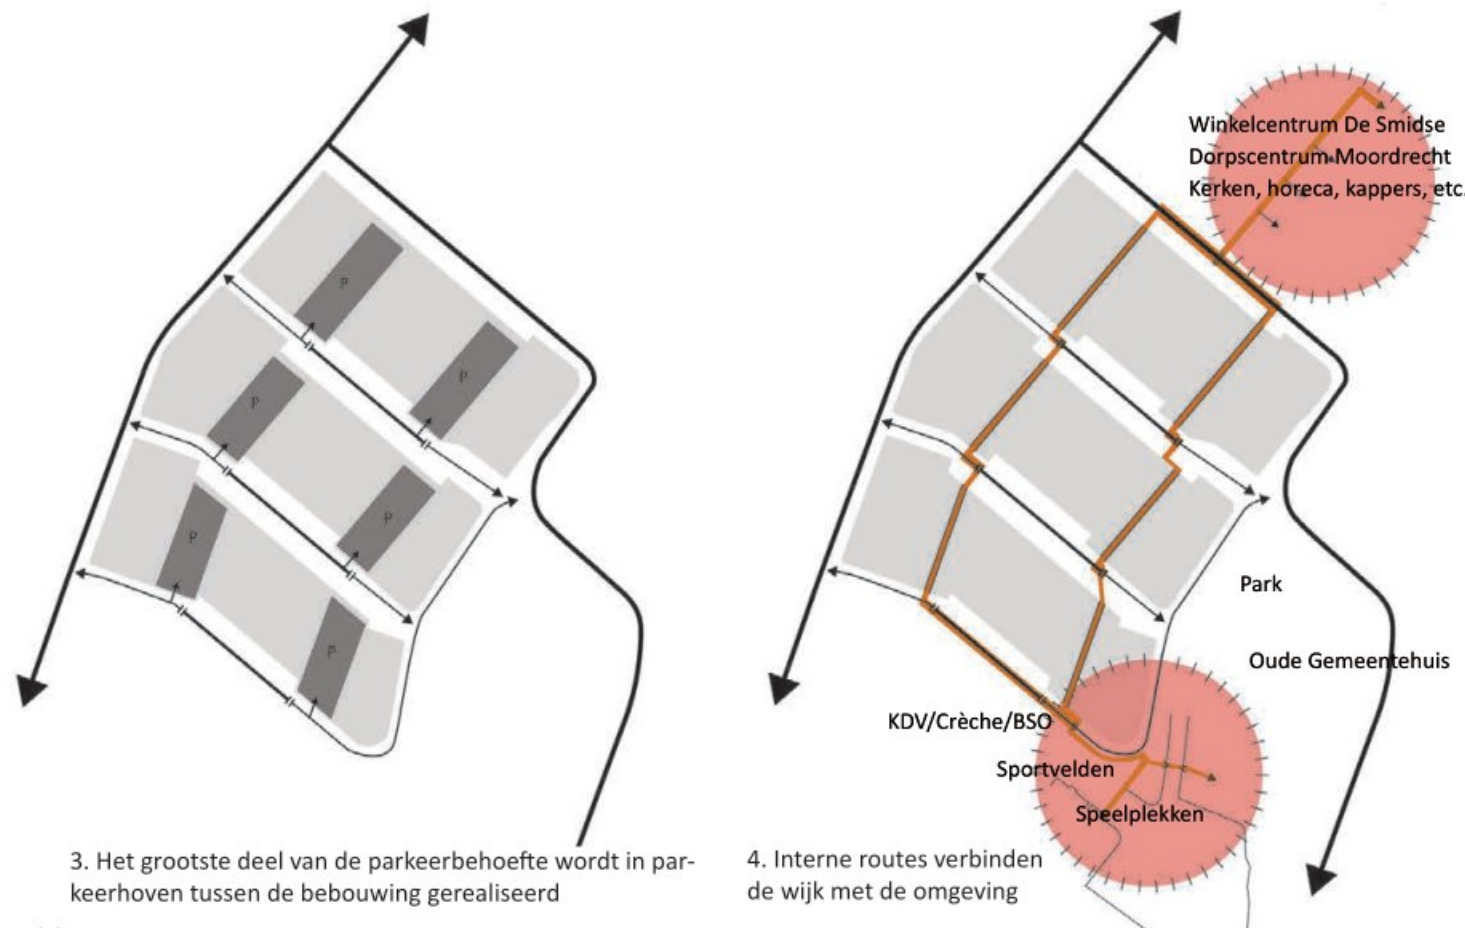 P
P
P
P
P
P
3. Het grootste deel van de parkeerbehoefte wordt in par-
keerhoven tussen de bebouwing gerealiseerd
Winkelcentrum De Smidse
Dorpscentrum Moordrecht
Kerken, horeca, kappers, etc.
Park
Oude Gemeentehuis
KDV/Crèche/BSO
Sportvelden
Speelplekken
4. Interne routes verbinden
de wijk met de omgeving